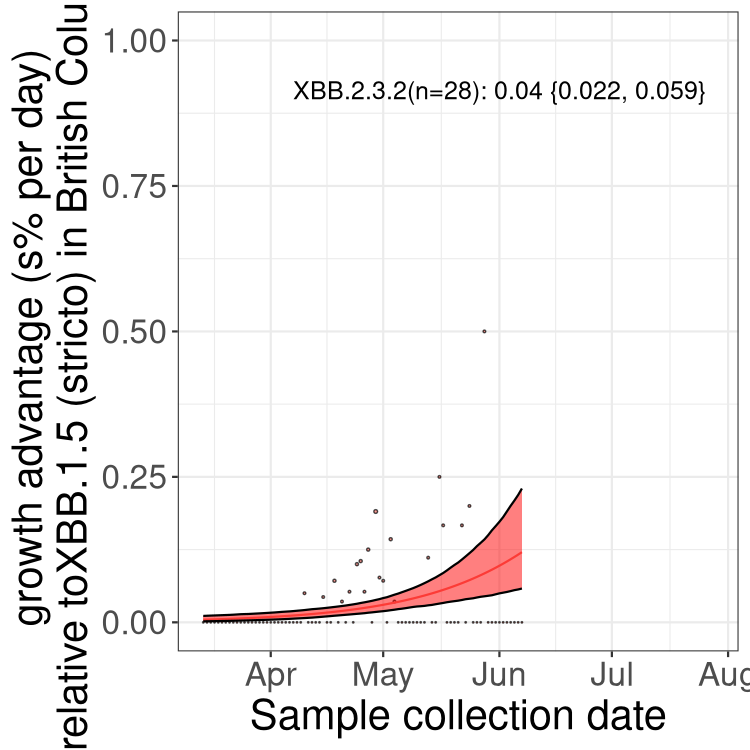 growth advantage (s% per day)
relative toXBB.1.5 (stricto) in British Colu
1.00
0.75
0.50
0.25
0.00
XBB.2.3.2(n=28): 0.04 {0.022, 0.059}
Apr May Jun Jul Aug
Sample collection date